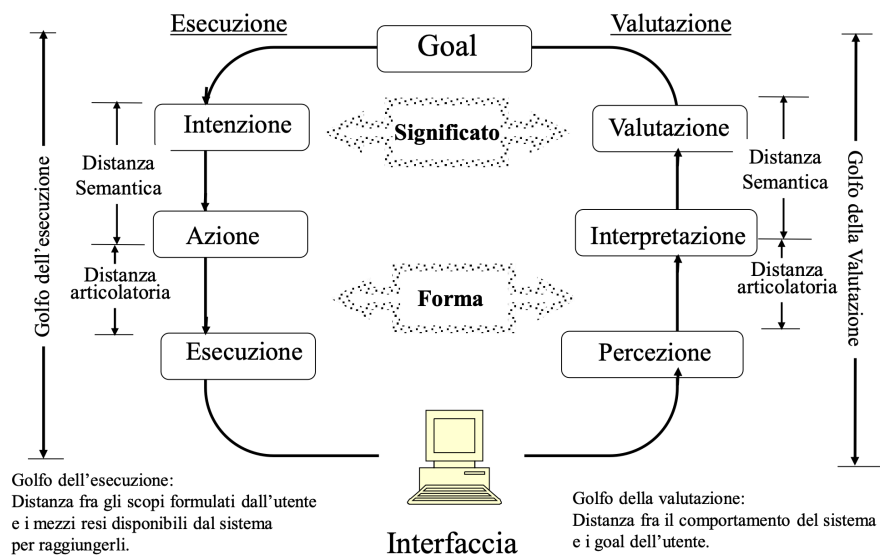 Esecuzione
Valutazione
Goal
Intenzione
Significato
Valutazione
Distanza
Semantica
Distanza
Semantica
Golfo dell'esecuzione
Golfo della Valutazione
Azione
Interpretazione
Distanza
articolatoria
Distanza
articolatoria
Forma
Esecuzione
Percezione
Golfo dell'esecuzione:
Distanza fra gli scopi formulati dall'utente
e i mezzi resi disponibili dal sistema
per raggiungerli.
Interfaccia
Golfo della valutazione:
Distanza fra il comportamento del sistema
e i goal dell'utente.